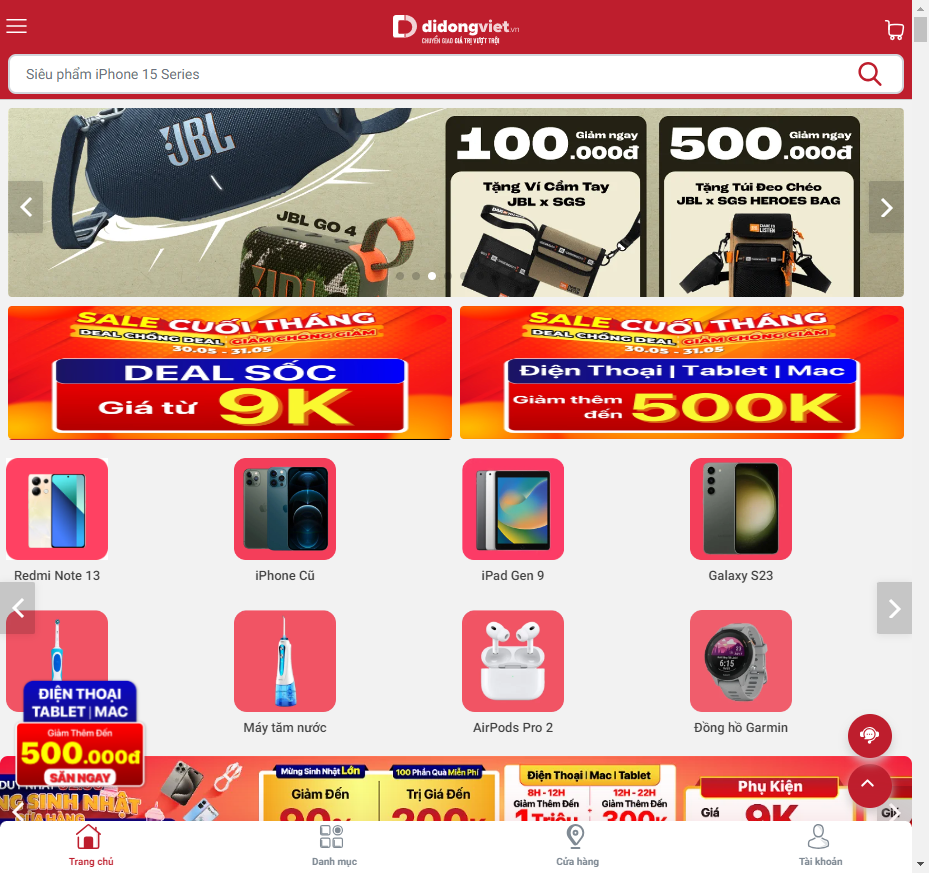 didongviet.vn
CHUYỂN GIAO GIÁ TRỊ VƯỢT TRỘI
Siêu phẩm iPhone 15 Series
JBL
JBL GO 4
100.000đ
Giảm ngay
Tặng Ví Cầm Tay
JBL x SGS
500.000đ
Giảm ngay
Tặng Túi Đeo Chéo
JBL x SGS HEROES BAG
SALE CUỐI THÁNG
DEAL CHỒNG DEAL GIẢM CHỒNG GIẢM
30.05 - 31.05
DEAL SỐC
Giá từ 9K
SALE CUỐI THÁNG
DEAL CHỒNG DEAL GIẢM CHỒNG GIẢM
30.05 - 31.05
Điện Thoại | Tablet | Mac
Giảm thêm
đến 500K
Redmi Note 13
iPhone Cũ
iPad Gen 9
Galaxy S23
Máy tăm nước
AirPods Pro 2
Đồng hồ Garmin
6:15
ĐIỆN THOẠI
TABLET | MAC
Giảm Thêm Đến
500.000đ
SĂN NGAY
SINH NHẬT
CỬA HÀNG
Mừng Sinh Nhật Lớn
Giảm Đến
90%
100 Phần Quà Miễn Phí
Trị Giá Đến
200K
Điện Thoại | Mac | Tablet
8H - 12H
Giảm Thêm Đến
1 Triệu
12H - 22H
Giảm Thêm Đến
300K
Phụ Kiện
Giá
9K
Trang chủ
Danh mục
Cửa hàng
Tài khoản